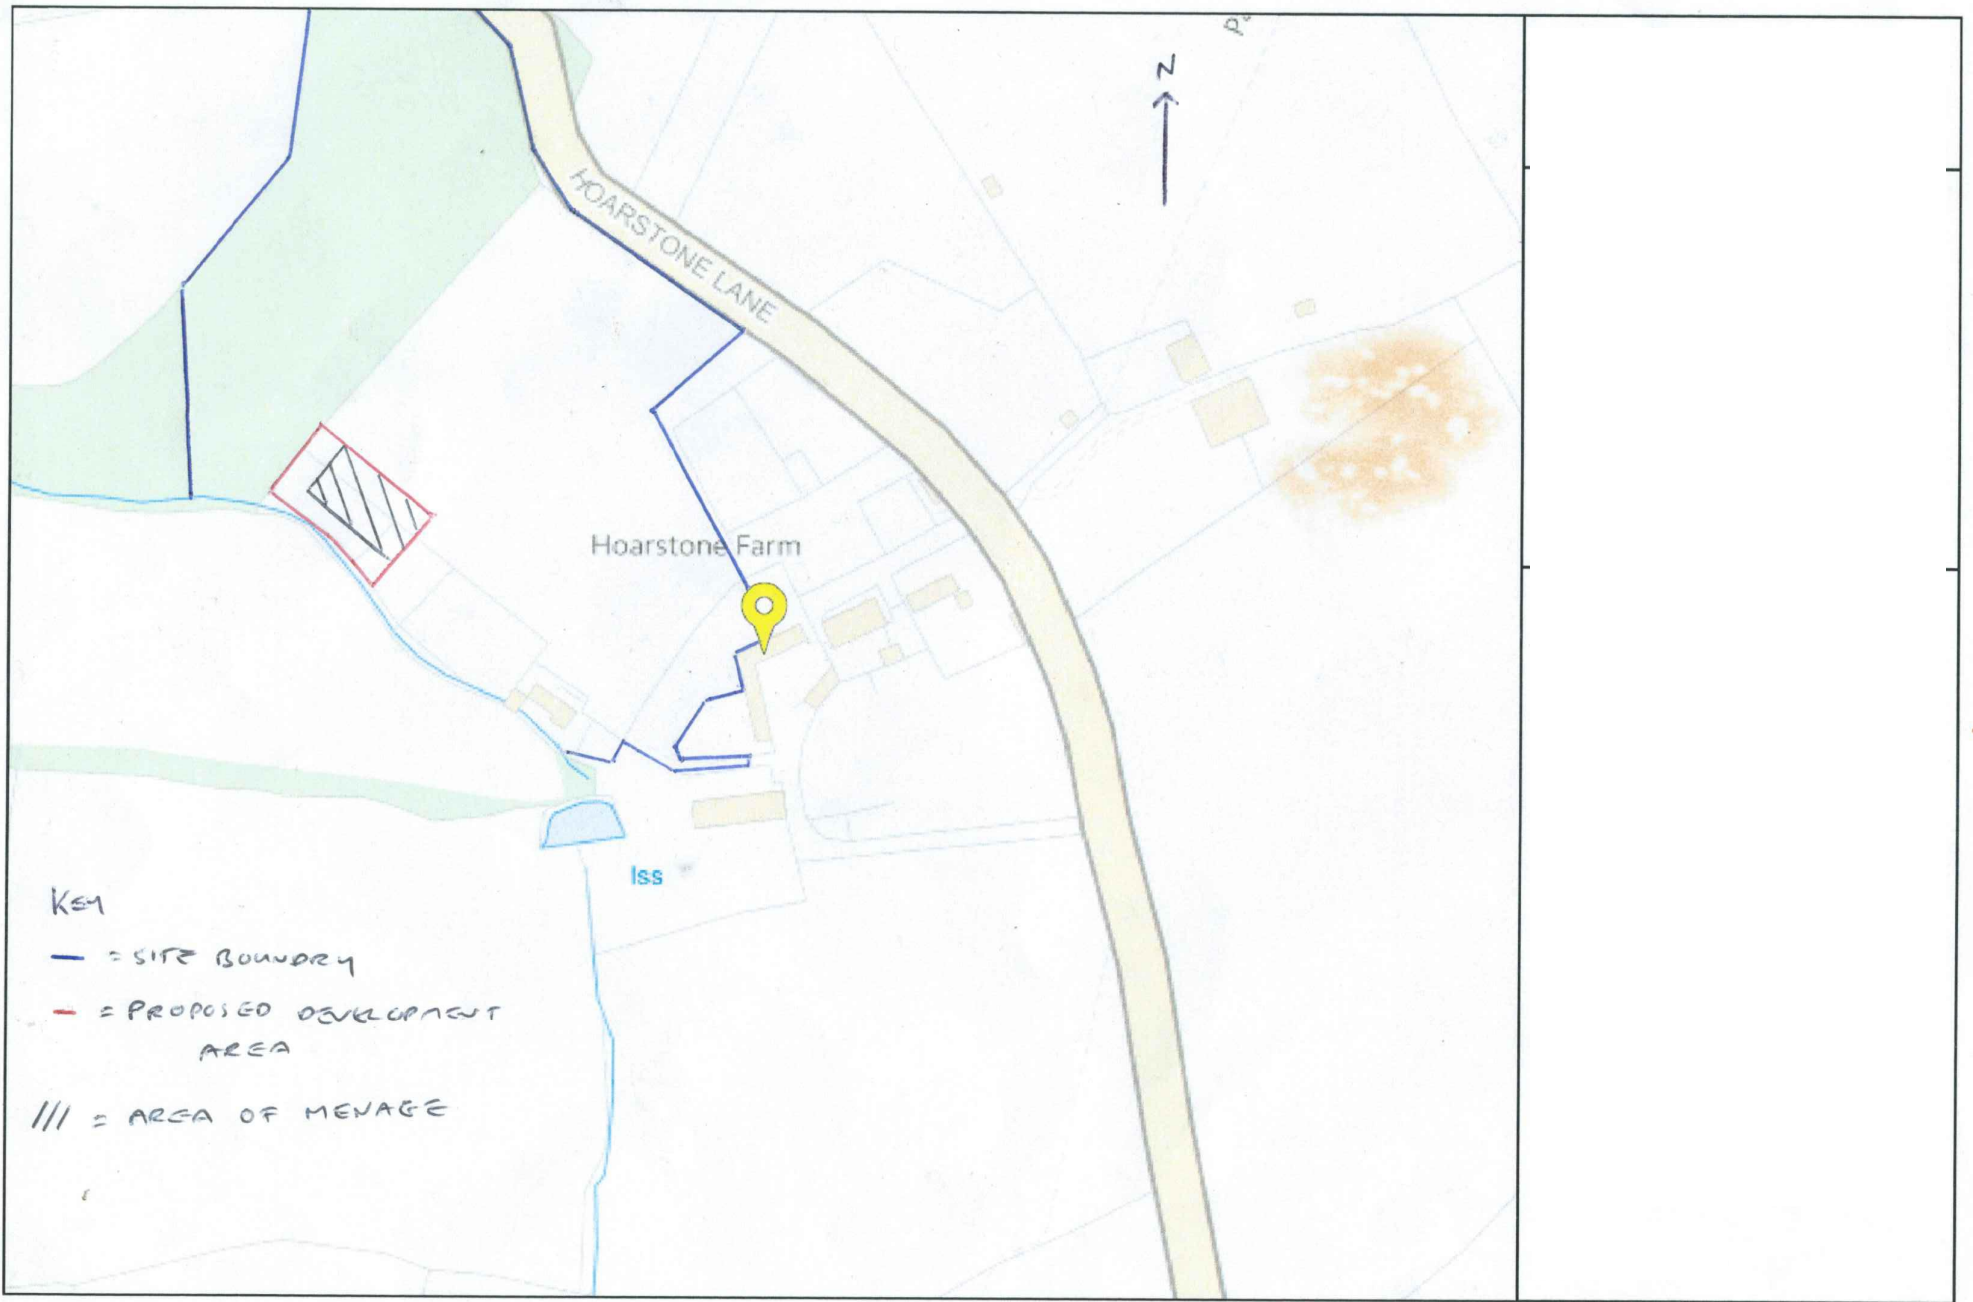 N
HOARSTONE LANE
Hoarstone Farm
Iss
KEY
= SITE BOUNDRY
= PROPOSED DEVELOPMENT
AREA
/// = AREA OF MENAGE